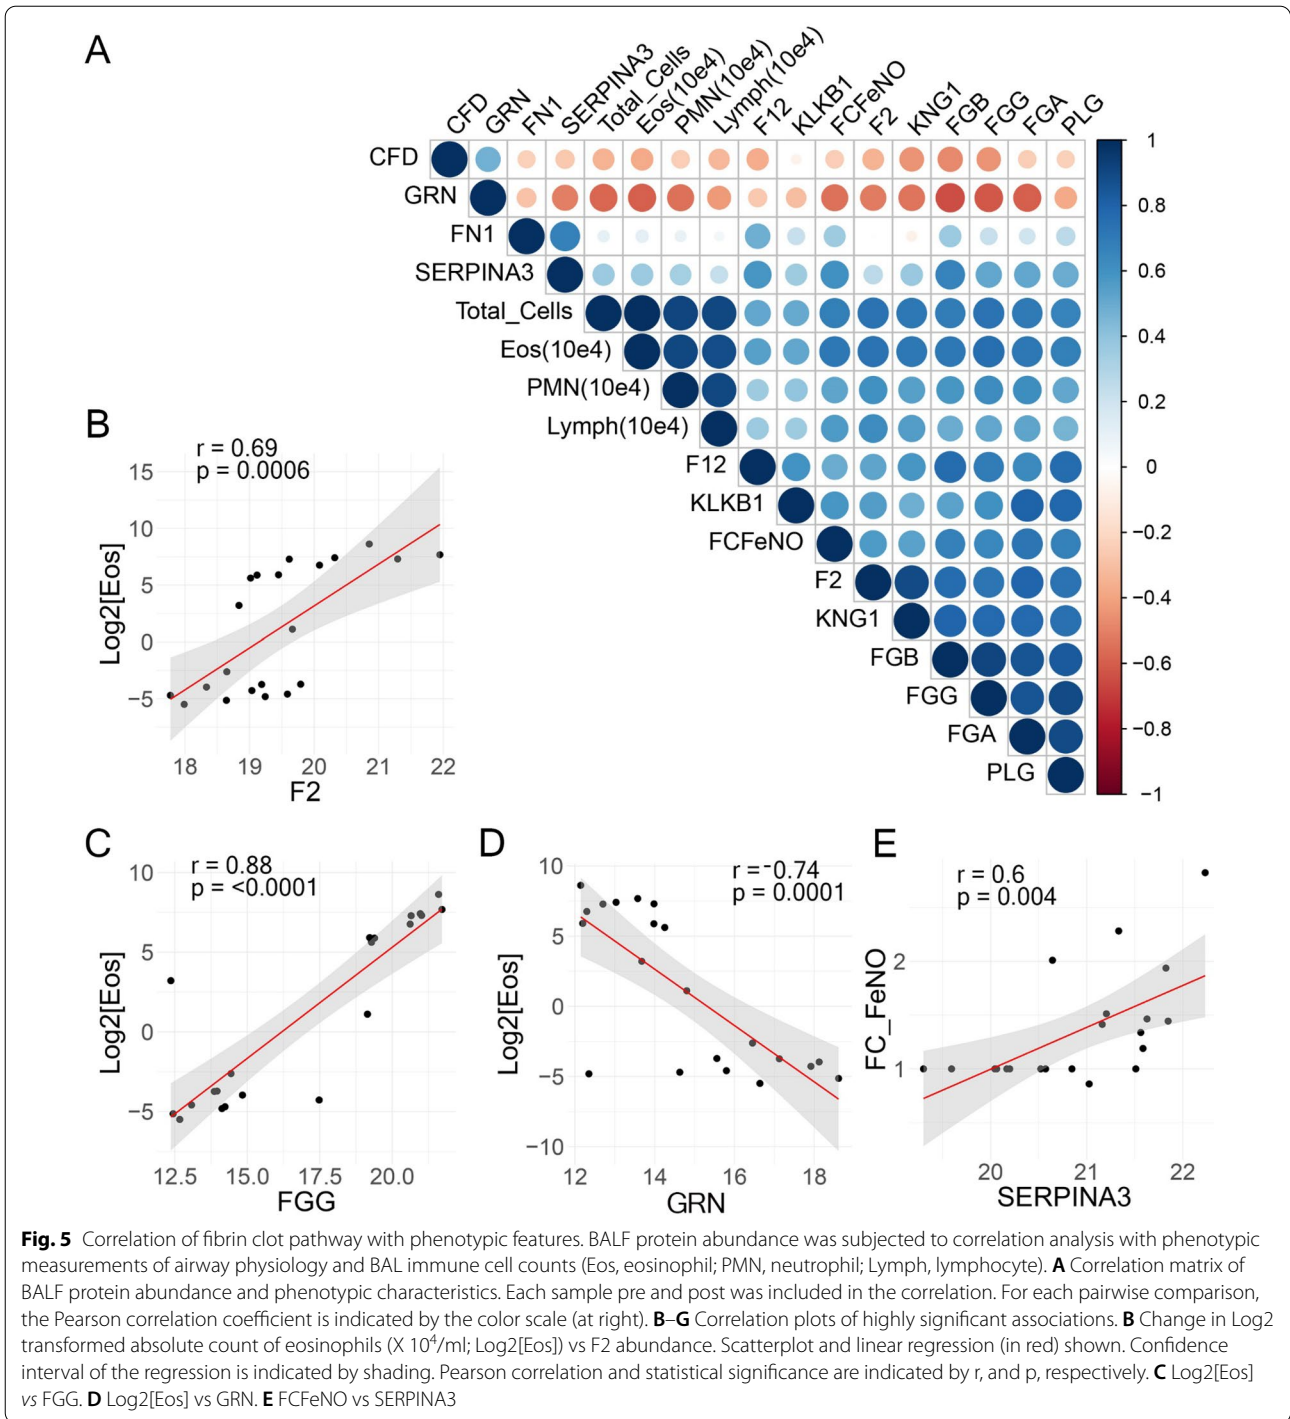 A
CFD
GRN
FN1
SERPINA3
Total_Cells
Eos(10e4)
PMN(10e4)
Lymph(10e4)
F12
KLKB1
FCFeNO
F2
KNG1
FGB
FGG
FGA
PLG
CFD
GRN
FN1
SERPINA3
Total_Cells
Eos(10e4)
PMN(10e4)
Lymph(10e4)
F12
KLKB1
FCFeNO
F2
KNG1
FGB
FGG
FGA
PLG
1
0.8
0.6
0.4
0.2
0
−0.2
−0.4
−0.6
−0.8
−1
B
r = 0.69
p = 0.0006
Log2[Eos]
15
10
5
0
−5
18 19 20 21 22
F2
C
r = 0.88
p = <0.0001
Log2[Eos]
10
5
0
−5
12.5 15.0 17.5 20.0
FGG
D
r = -0.74
p = 0.0001
Log2[Eos]
10
5
0
−5
−10
12 14 16 18
GRN
E
r = 0.6
p = 0.004
FC_FeNO
2
1
20 21 22
SERPINA3
Fig. 5 Correlation of fibrin clot pathway with phenotypic features. BALF protein abundance was subjected to correlation analysis with phenotypic
measurements of airway physiology and BAL immune cell counts (Eos, eosinophil; PMN, neutrophil; Lymph, lymphocyte). A Correlation matrix of
BALF protein abundance and phenotypic characteristics. Each sample pre and post was included in the correlation. For each pairwise comparison,
the Pearson correlation coefficient is indicated by the color scale (at right). B–G Correlation plots of highly significant associations. B Change in Log2
transformed absolute count of eosinophils (X 10⁴/ml; Log2[Eos]) vs F2 abundance. Scatterplot and linear regression (in red) shown. Confidence
interval of the regression is indicated by shading. Pearson correlation and statistical significance are indicated by r, and p, respectively. C Log2[Eos]
vs FGG. D Log2[Eos] vs GRN. E FCFeNO vs SERPINA3